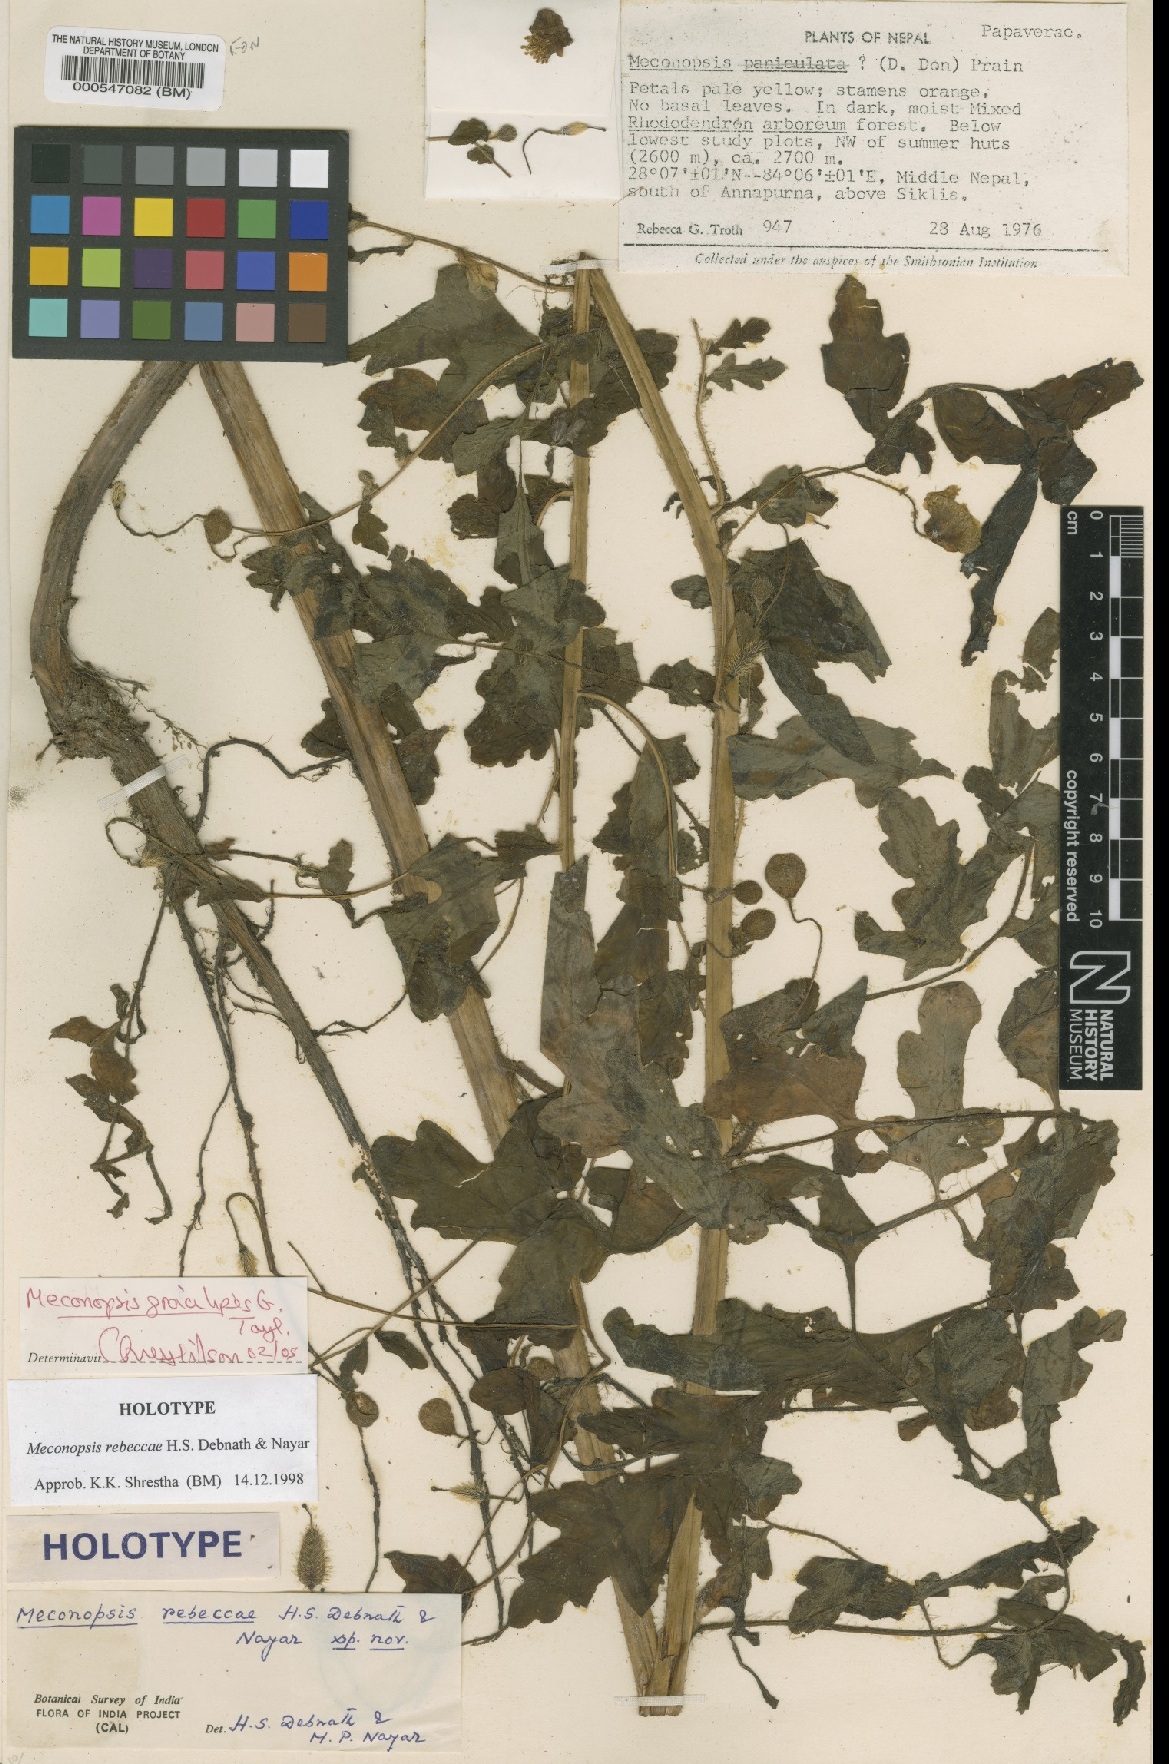 THE NATURAL HISTORY MUSEUM, LONDON
DEPARTMENT OF BOTANY
000547082 (BM)
PLANTS OF NEPAL
Papaverac.
Meconopsis paniculata ? (D. Don) Prain
Petals pale yellow; stamens orange.
No basal leaves. In dark, moist Mixed
Rhododendron arboreum forest. Below
lowest study plots, NW of summer huts
(2600 m), ca. 2700 m.
28°07'±01'N--84°06'±01'E. Middle Nepal,
south of Annapurna, above Siklis.
Rebecca G. Troth 947 28 Aug 1976
Collected under the auspices of the Smithsonian Institution
0
cm
1
2
3
4
5
6
7
8
9
10
copyright reserved
NATURAL
HISTORY
MUSEUM
Meconopsis gracilipes G.
Tayl.
Determinavit 02/05
HOLOTYPE
Meconopsis rebeccae H.S. Debnath & Nayar
Approb. K.K. Shrestha (BM) 14.12.1998
HOLOTYPE
Meconopsis rebeccae H.S. Debnath &
Nayar sp. nov.
Botanical Survey of India
FLORA OF INDIA PROJECT
(CAL)
Det. H.S. Debnath &
M. P. Nayar